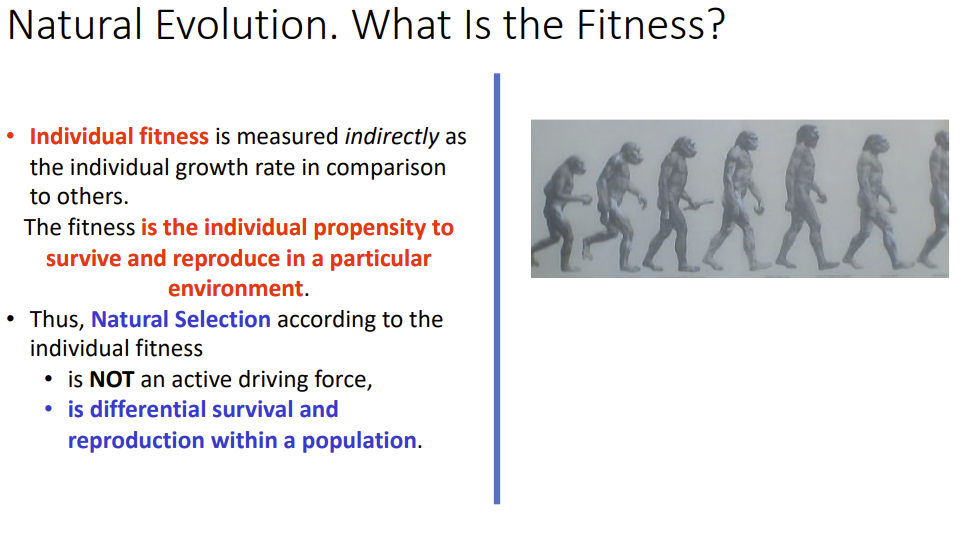 Natural Evolution. What Is the Fitness?
• Individual fitness is measured indirectly as
the individual growth rate in comparison
to others.
The fitness is the individual propensity to
survive and reproduce in a particular
environment.
• Thus, Natural Selection according to the
individual fitness
• is NOT an active driving force,
• is differential survival and
reproduction within a population.